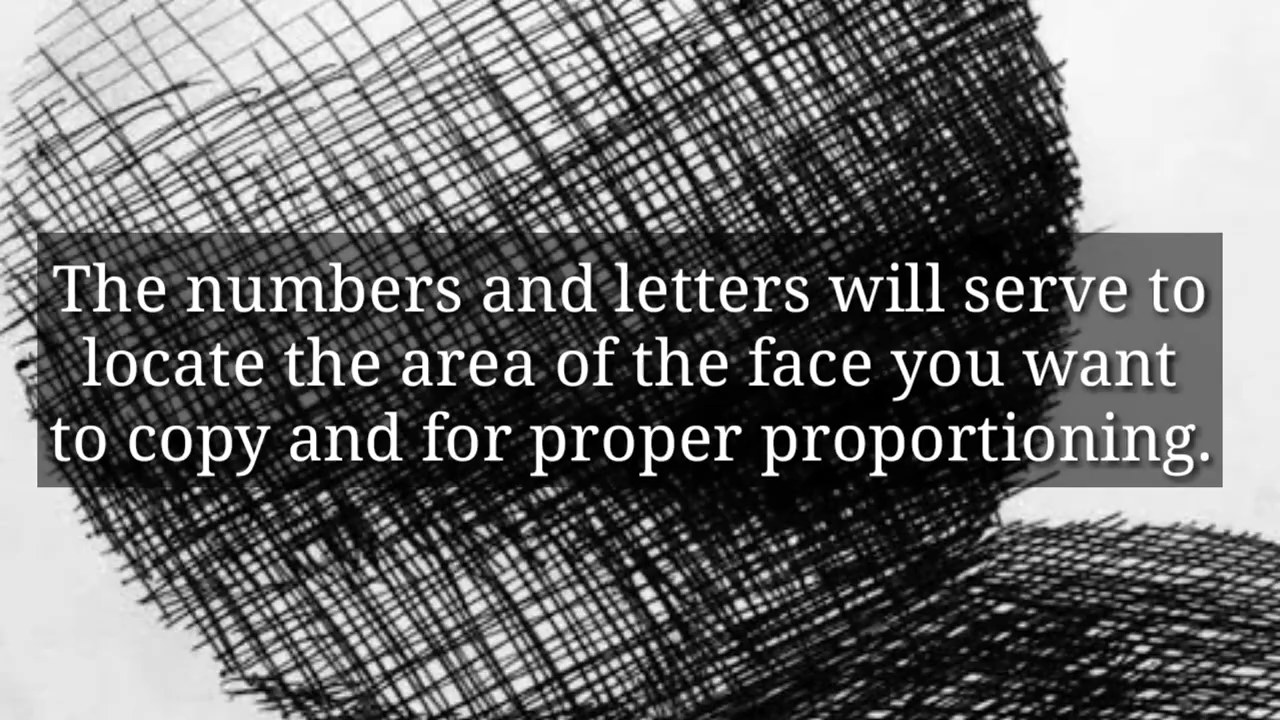 The numbers and letters will serve to
locate the area of the face you want
to copy and for proper proportioning.